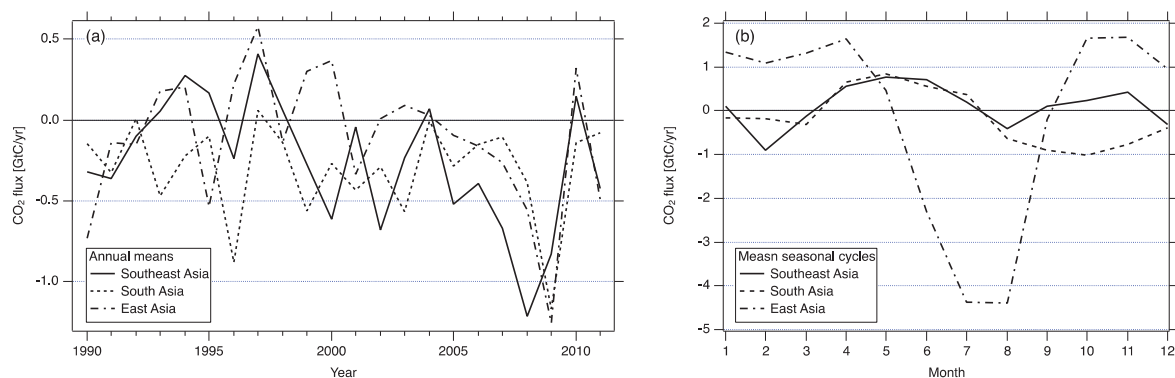 (a)
0.5
0.0
-0.5
-1.0
CO2 flux [GtC/yr]
Annual means
Southeast Asia
South Asia
East Asia
1990 1995 2000 2005 2010
Year
(b)
2
1
0
-1
-2
-3
-4
-5
CO2 flux [GtC/yr]
Measn seasonal cycles
Southeast Asia
South Asia
East Asia
1 2 3 4 5 6 7 8 9 10 11 12
Month